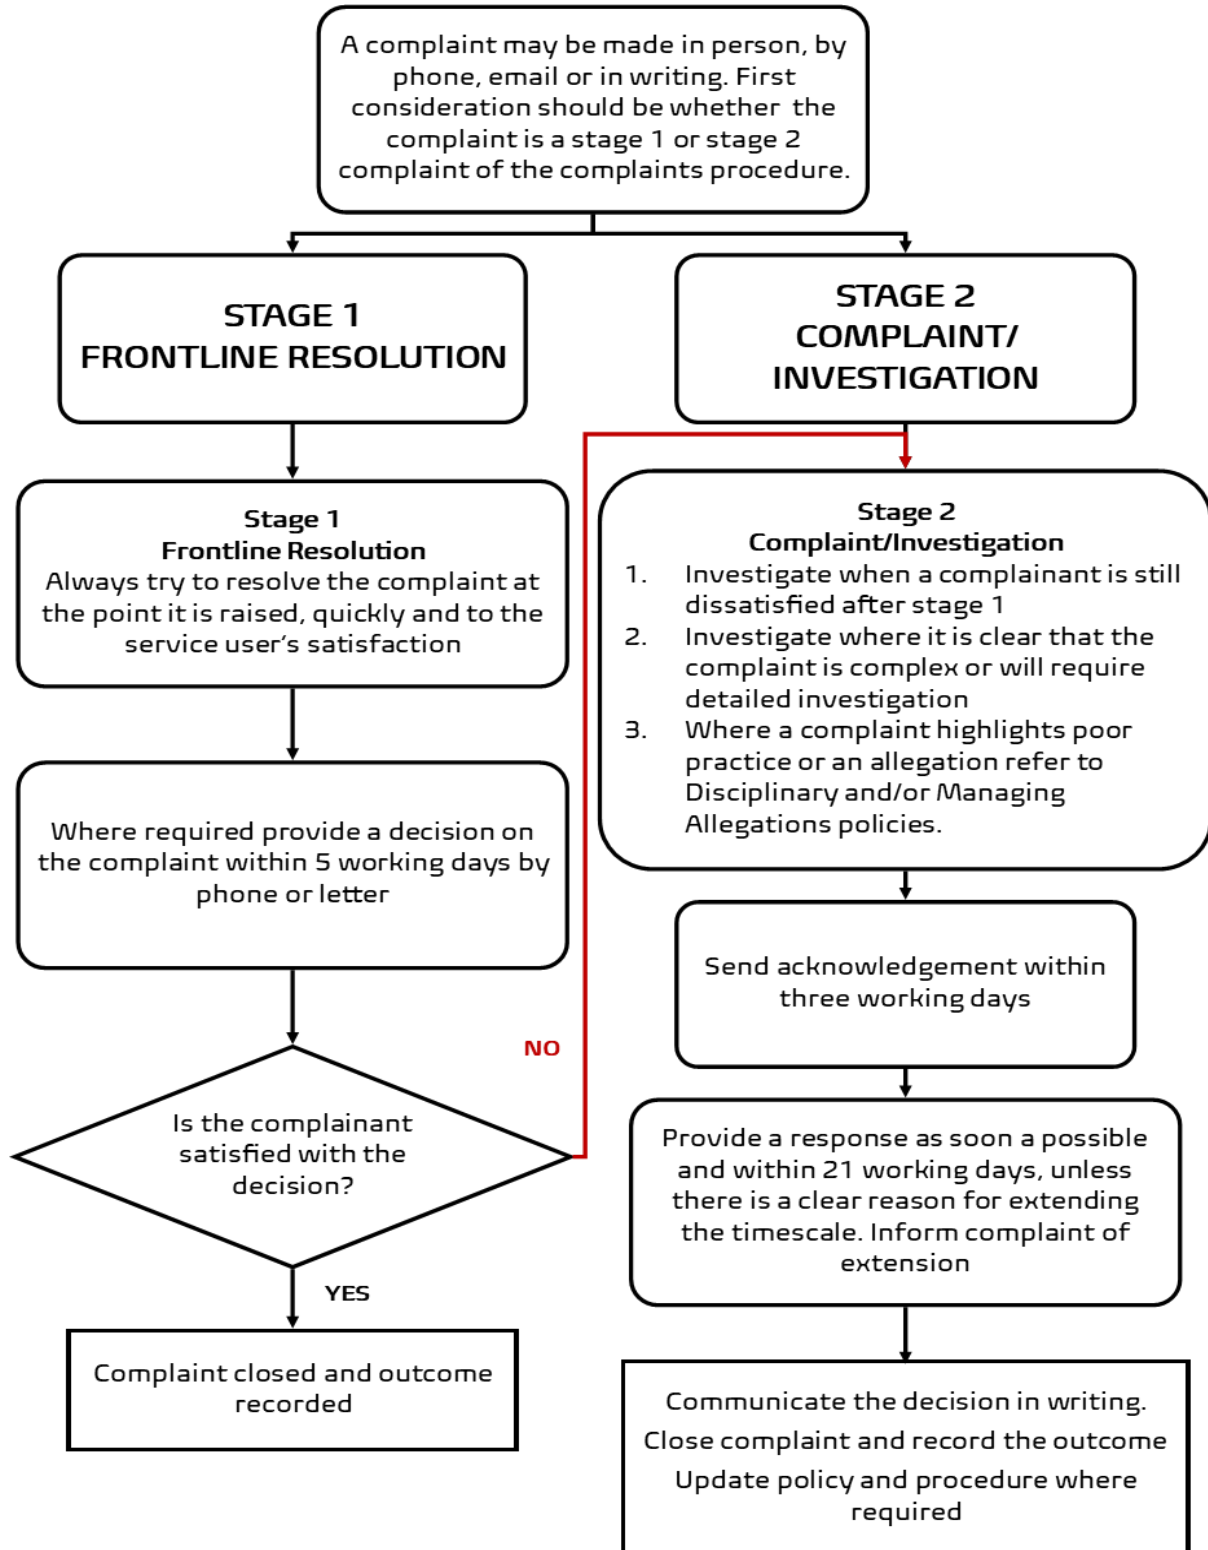 A complaint may be made in person, by
phone, email or in writing. First
consideration should be whether the
complaint is a stage 1 or stage 2
complaint of the complaints procedure.
STAGE 1
FRONTLINE RESOLUTION
STAGE 2
COMPLAINT/
INVESTIGATION
Stage 1
Frontline Resolution
Always try to resolve the complaint at
the point it is raised, quickly and to the
service user's satisfaction
Stage 2
Complaint/Investigation
1. Investigate when a complainant is still
dissatisfied after stage 1
2. Investigate where it is clear that the
complaint is complex or will require
detailed investigation
3. Where a complaint highlights poor
practice or an allegation refer to
Disciplinary and/or Managing
Allegations policies.
Where required provide a decision on
the complaint within 5 working days by
phone or letter
Send acknowledgement within
three working days
NO
Is the complainant
satisfied with the
decision?
Provide a response as soon a possible
and within 21 working days, unless
there is a clear reason for extending
the timescale. Inform complaint of
extension
YES
Complaint closed and outcome
recorded
Communicate the decision in writing.
Close complaint and record the outcome
Update policy and procedure where
required